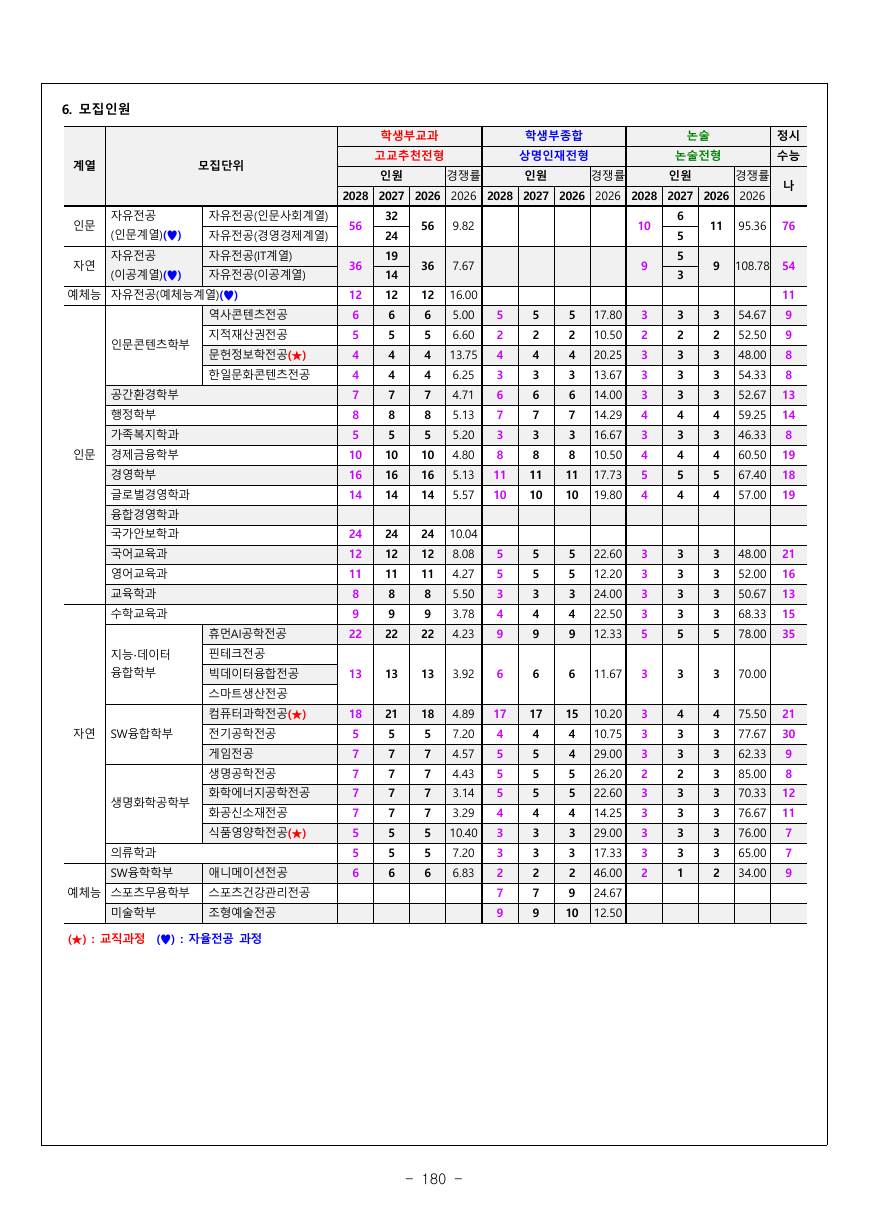 6. 모집인원
계열 모집단위 학생부교과 학생부종합 논술 정시
고교추천전형 상명인재전형 논술전형 수능
인원 경쟁률 인원 경쟁률 인원 경쟁률 나
2028 2027 2026 2026 2028 2027 2026 2026 2028 2027 2026 2026
인문 자유전공 (인문계열)(♥) 자유전공(인문사회계열) 56 32 56 9.82 10 6 11 95.36 76
자유전공(경영경제계열) 24 5
자연 자유전공 (이공계열)(♥) 자유전공(IT계열) 36 19 36 7.67 9 5 9 108.78 54
자유전공(이공계열) 14 3
예체능 자유전공(예체능계열)(♥) 12 12 12 16.00 11
인문 인문콘텐츠학부 역사콘텐츠전공 6 6 6 5.00 5 5 5 17.80 3 3 3 54.67 9
지적재산권전공 5 5 5 6.60 2 2 2 10.50 2 2 2 52.50 9
문헌정보학전공(★) 4 4 4 13.75 4 4 4 20.25 3 3 3 48.00 8
한일문화콘텐츠전공 4 4 4 6.25 3 3 3 13.67 3 3 3 54.33 8
공간환경학부 7 7 7 4.71 6 6 6 14.00 3 3 3 52.67 13
행정학부 8 8 8 5.13 7 7 7 14.29 4 4 4 59.25 14
가족복지학과 5 5 5 5.20 3 3 3 16.67 3 3 3 46.33 8
경제금융학부 10 10 10 4.80 8 8 8 10.50 4 4 4 60.50 19
경영학부 16 16 16 5.13 11 11 11 17.73 5 5 5 67.40 18
글로벌경영학과 14 14 14 5.57 10 10 10 19.80 4 4 4 57.00 19
융합경영학과
국가안보학과 24 24 24 10.04
국어교육과 12 12 12 8.08 5 5 5 22.60 3 3 3 48.00 21
영어교육과 11 11 11 4.27 5 5 5 12.20 3 3 3 52.00 16
교육학과 8 8 8 5.50 3 3 3 24.00 3 3 3 50.67 13
자연 수학교육과 9 9 9 3.78 4 4 4 22.50 3 3 3 68.33 15
지능·데이터 융합학부 휴먼AI공학전공 22 22 22 4.23 9 9 9 12.33 5 5 5 78.00 35
핀테크전공
빅데이터융합전공 13 13 13 3.92 6 6 6 11.67 3 3 3 70.00
스마트생산전공
SW융합학부 컴퓨터과학전공(★) 18 21 18 4.89 17 17 15 10.20 3 4 4 75.50 21
전기공학전공 5 5 5 7.20 4 4 4 10.75 3 3 3 77.67 30
게임전공 7 7 7 4.57 5 5 4 29.00 3 3 3 62.33 9
생명화학공학부 생명공학전공 7 7 7 4.43 5 5 5 26.20 2 2 3 85.00 8
화학에너지공학전공 7 7 7 3.14 5 5 5 22.60 3 3 3 70.33 12
화공신소재전공 7 7 7 3.29 4 4 4 14.25 3 3 3 76.67 11
식품영양학전공(★) 5 5 5 10.40 3 3 3 29.00 3 3 3 76.00 7
의류학과 5 5 5 7.20 3 3 3 17.33 3 3 3 65.00 7
예체능 SW융학학부 애니메이션전공 6 6 6 6.83 2 2 2 46.00 2 1 2 34.00 9
스포츠무용학부 스포츠건강관리전공 7 7 9 24.67
미술학부 조형예술전공 9 9 10 12.50
(★) : 교직과정 (♥) : 자율전공 과정
- 180 -